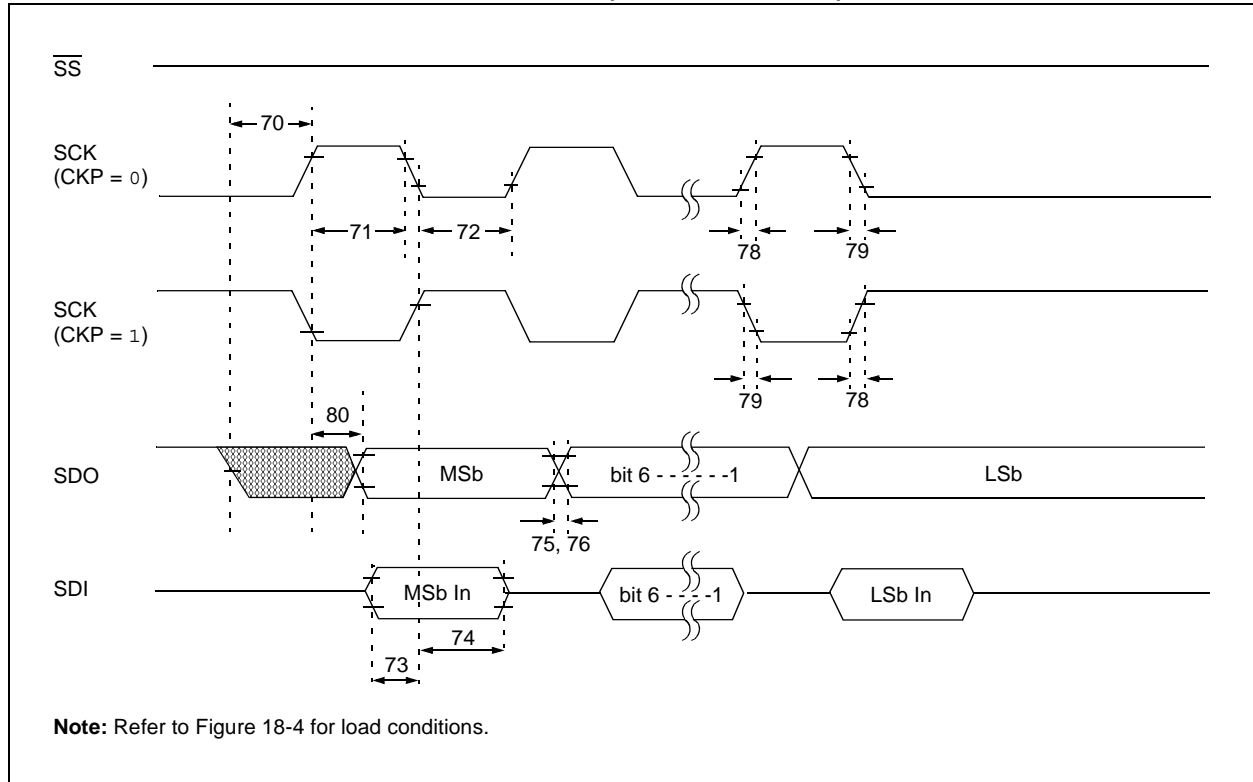 SS
70
SCK
(CKP = 0)
71
72
78
79
SCK
(CKP = 1)
79
78
80
SDO
MSb
bit 6 - - - - - -1
LSb
75, 76
SDI
MSb In
bit 6 - - - -1
LSb In
74
73
Note: Refer to Figure 18-4 for load conditions.